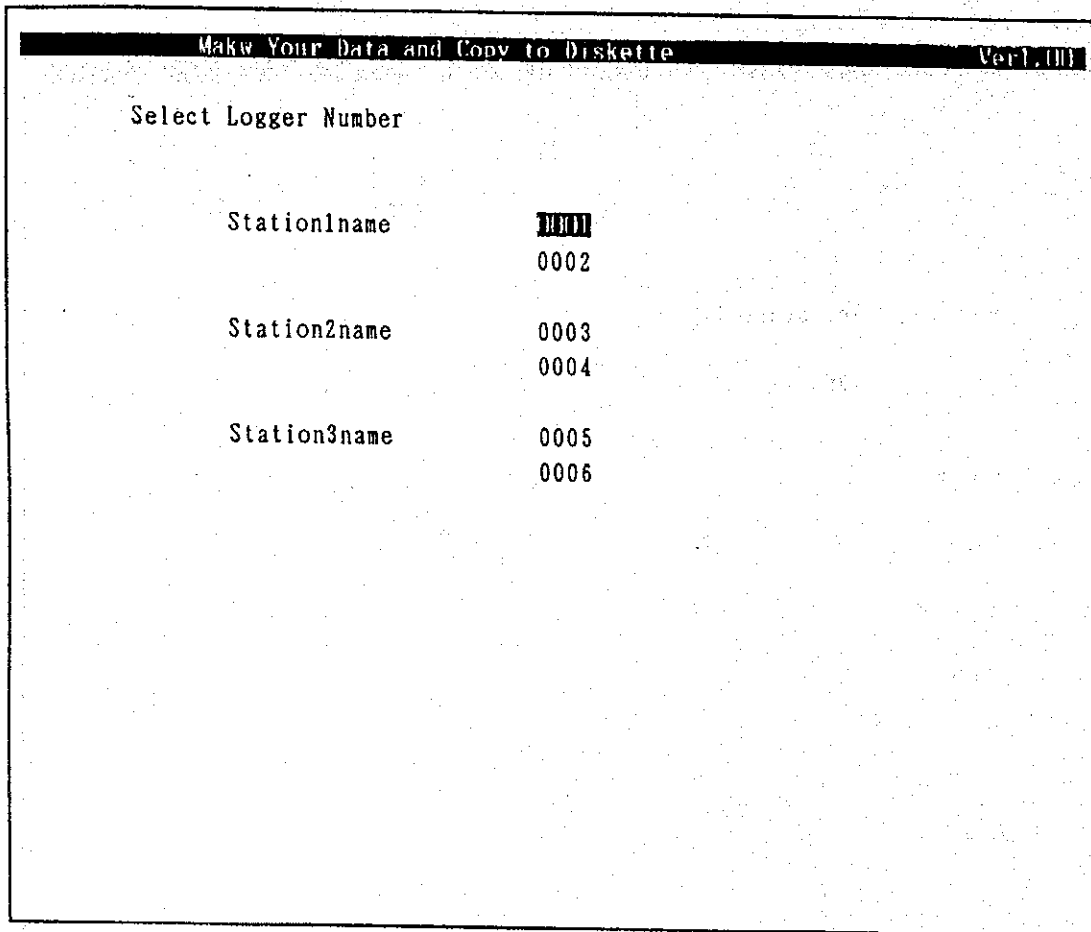 Makw Your Data and Copy to Diskette
Select Logger Number
Station1name
0002
Station2name 0003
0004
Station3name 0005
0006